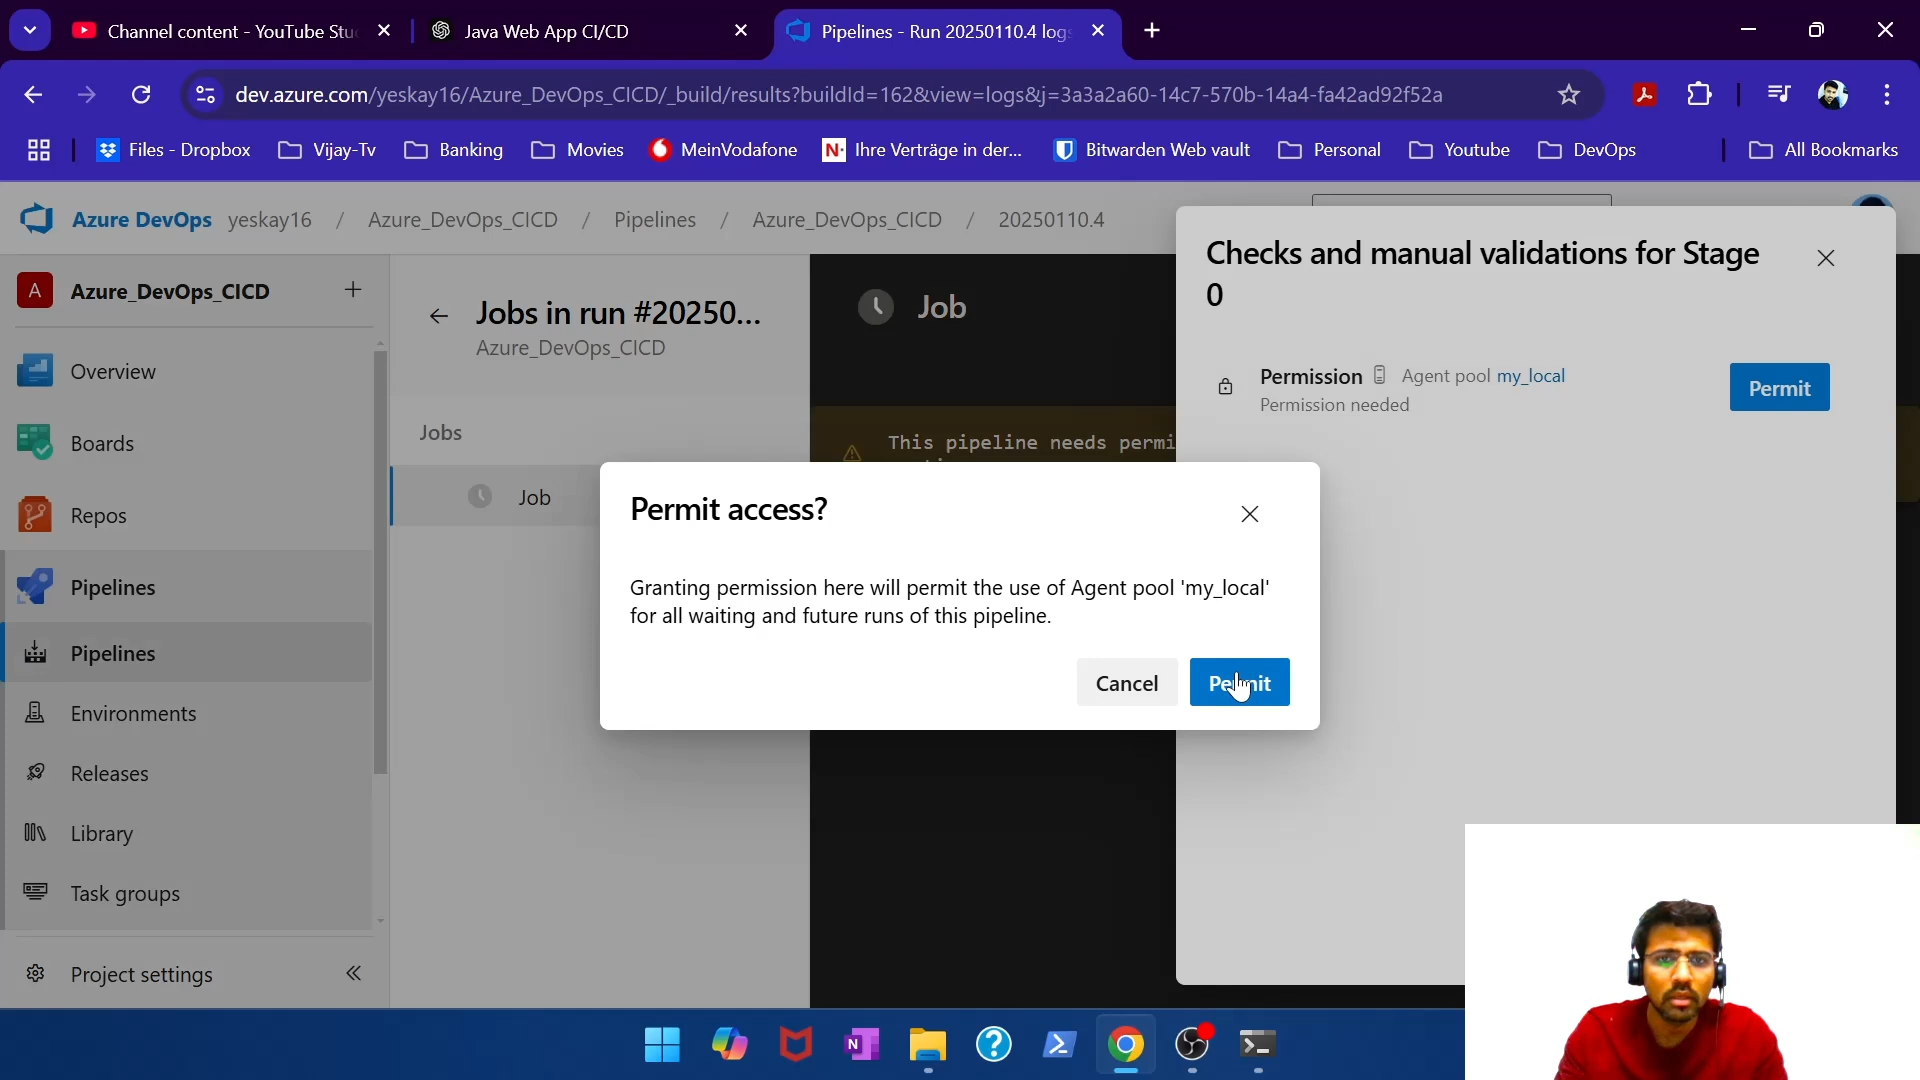 Channel content - YouTube Stu
Java Web App CI/CD
Pipelines - Run 20250110.4 log
dev.azure.com/yeskay16/Azure_DevOps_CICD/_build/results?buildId=162&view=logs&j=3a3a2a60-14c7-570b-14a4-fa42ad92f52a
Files - Dropbox
Vijay-Tv
Banking
Movies
MeinVodafone
Ihre Verträge in der...
Bitwarden Web vault
Personal
Youtube
DevOps
All Bookmarks
Azure DevOps yeskay16 / Azure_DevOps_CICD / Pipelines / Azure_DevOps_CICD / 20250110.4
A Azure_DevOps_CICD
Overview
Boards
Repos
Pipelines
Pipelines
Environments
Releases
Library
Task groups
Project settings
Jobs in run #20250...
Azure_DevOps_CICD
Jobs
Job
Job
This pipeline needs permi
Checks and manual validations for Stage
0
Permission Agent pool my_local
Permission needed
Permit
Permit access?
Granting permission here will permit the use of Agent pool 'my_local'
for all waiting and future runs of this pipeline.
Cancel
Permit